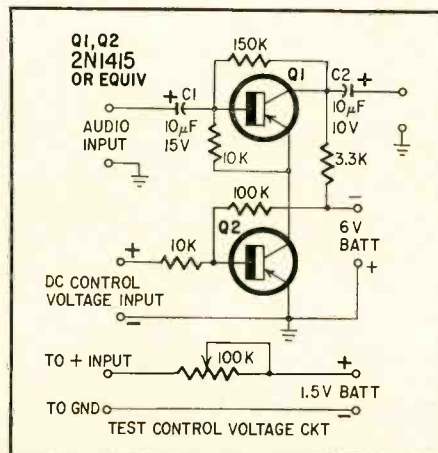 Q1, Q2
2N1415
OR EQUIV
150K
Q1
C2 +
+ C1
10µF
15V
10µF
10V
AUDIO
INPUT
10K
3.3K
100K
−
Q2
6V
BATT
+
10K
+
DC CONTROL
VOLTAGE INPUT
−
TO + INPUT
100K
+
1.5V BATT
TO GND
−
TEST CONTROL VOLTAGE CKT